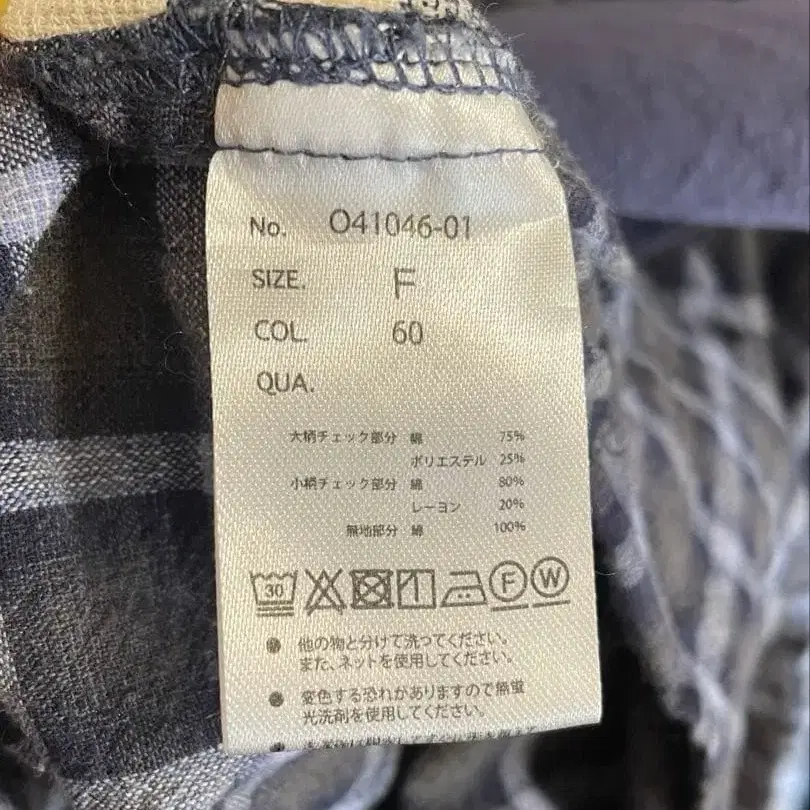 No. O41046-01
SIZE. F
COL. 60
QUA.
大柄チェック部分 綿 75%
ポリエステル 25%
小柄チェック部分 綿 80%
レーヨン 20%
無地部分 綿 100%
30
F W
他の物と分けて洗ってください。
また、ネットを使用してください。
変色する恐れがありますので無蛍
光洗剤を使用してください。